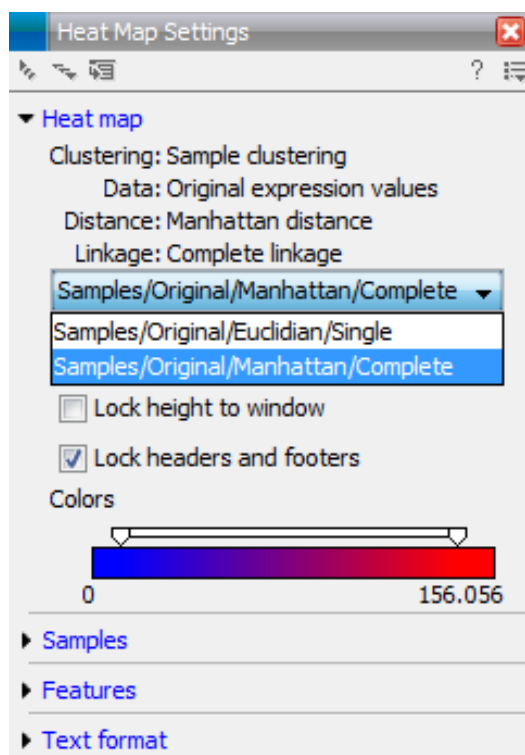 Heat Map Settings
?
Heat map
Clustering: Sample clustering
Data: Original expression values
Distance: Manhattan distance
Linkage: Complete linkage
Samples/Original/Manhattan/Complete
Samples/Original/Euclidian/Single
Samples/Original/Manhattan/Complete
Lock height to window
Lock headers and footers
Colors
0 156.056
Samples
Features
Text format